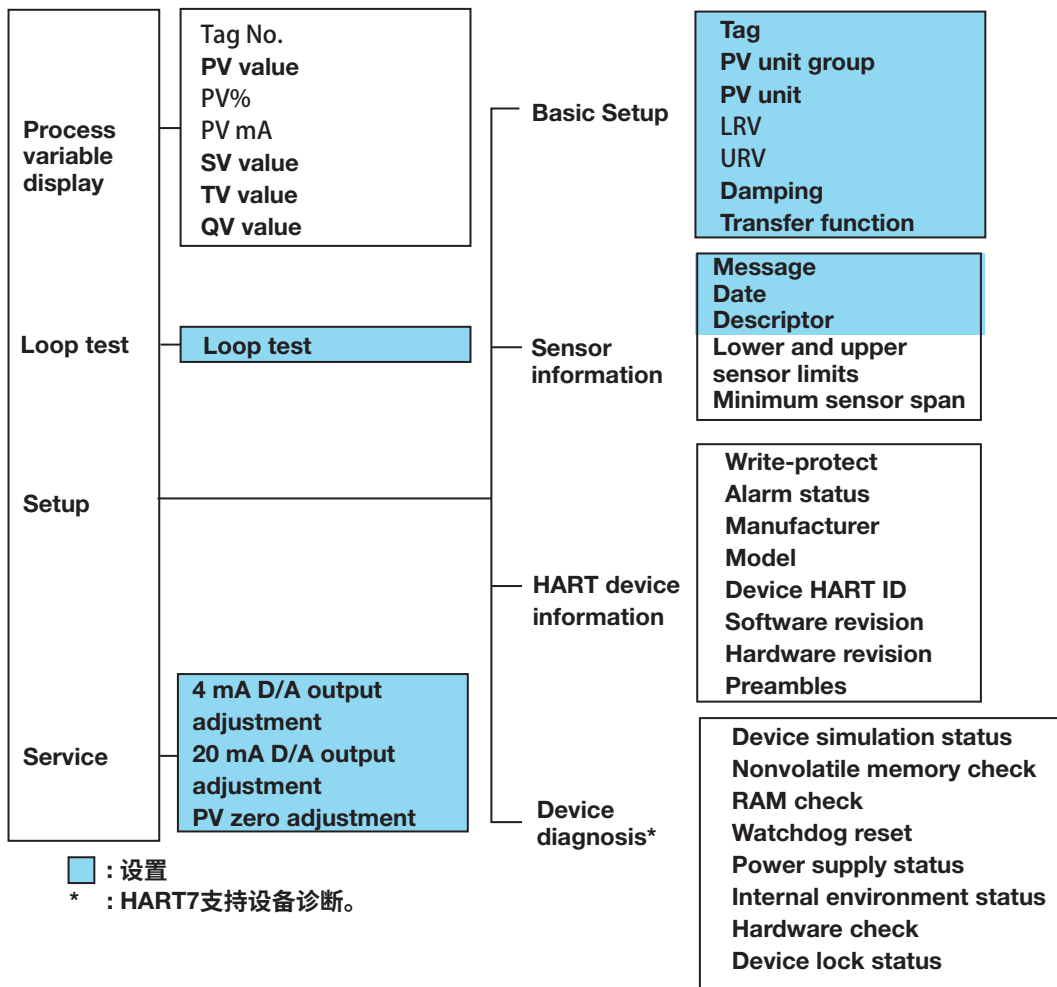 Process
variable
display
Tag No.
PV value
PV%
PV mA
SV value
TV value
QV value
Loop test
Loop test
Setup
Service
4 mA D/A output
adjustment
20 mA D/A output
adjustment
PV zero adjustment
Basic Setup
Tag
PV unit group
PV unit
LRV
URV
Damping
Transfer function
Sensor
information
Message
Date
Descriptor
Lower and upper
sensor limits
Minimum sensor span
HART device
information
Write-protect
Alarm status
Manufacturer
Model
Device HART ID
Software revision
Hardware revision
Preambles
Device
diagnosis*
Device simulation status
Nonvolatile memory check
RAM check
Watchdog reset
Power supply status
Internal environment status
Hardware check
Device lock status
: 设置
* : HART7支持设备诊断。